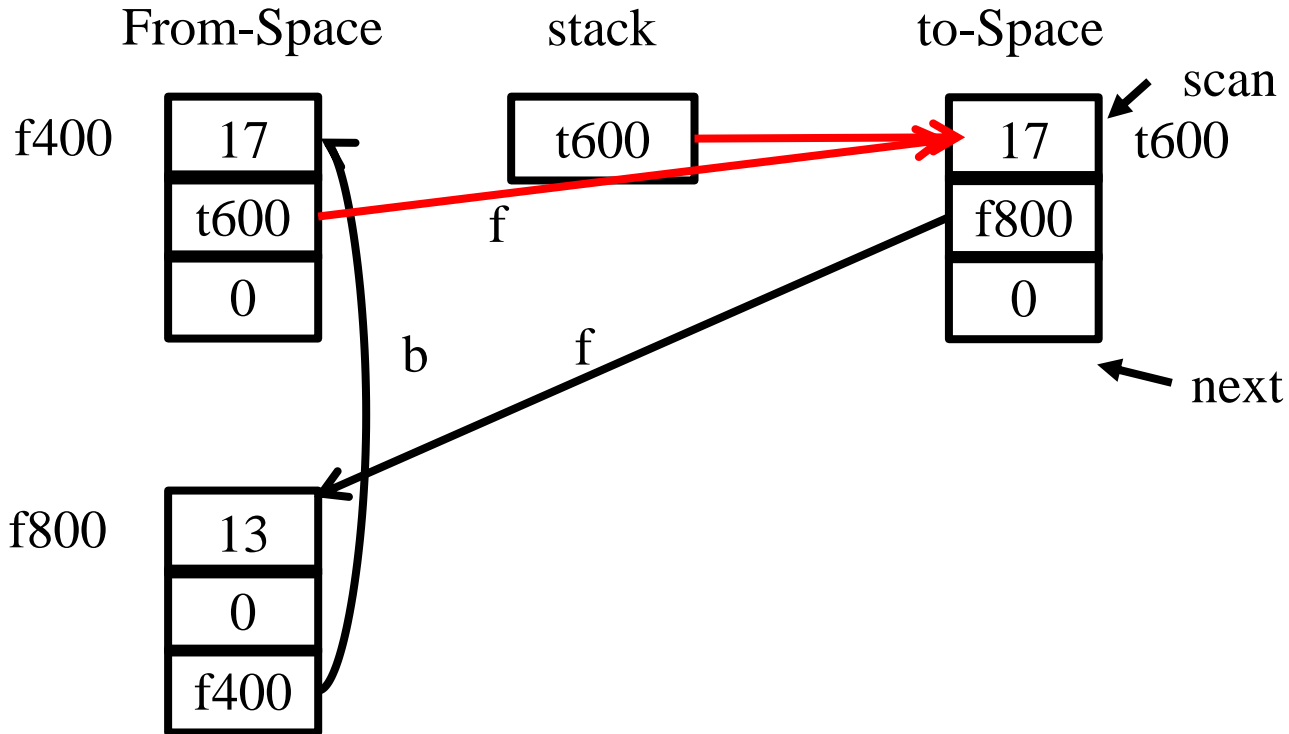 From-Space stack to-Space
scan
f400 17 t600 17 t600
t600 f f800
0 0
b f
next
f800 13
0
f400